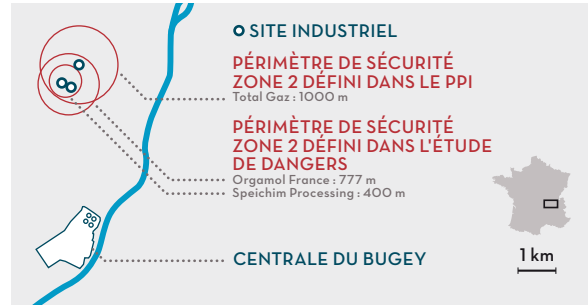 SITE INDUSTRIEL
PÉRIMÈTRE DE SÉCURITÉ
ZONE 2 DÉFINI DANS LE PPI
Total Gaz : 1000 m
PÉRIMÈTRE DE SÉCURITÉ
ZONE 2 DÉFINI DANS L'ÉTUDE
DE DANGERS
Orgamol France : 777 m
Speichim Processing : 400 m
CENTRALE DU BUGEY
1 km